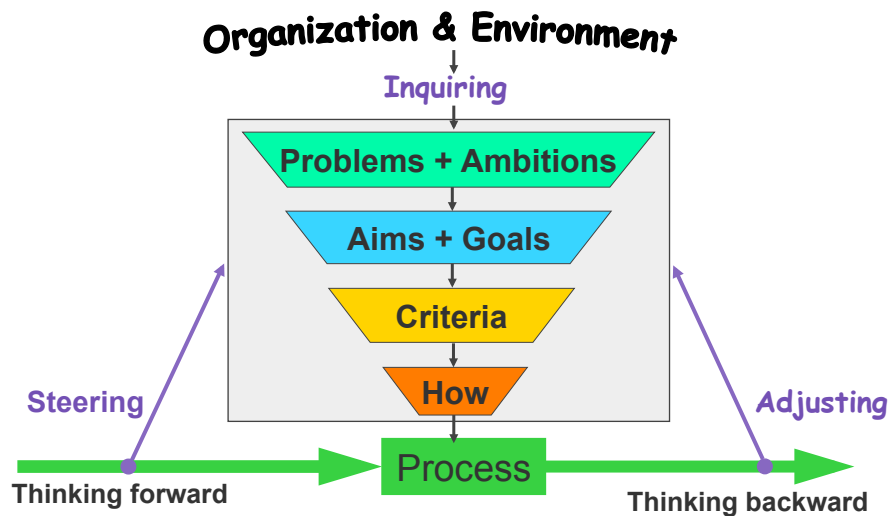 Organization & Environment
Inquiring
Problems + Ambitions
Aims + Goals
Criteria
How
Steering
Adjusting
Process
Thinking forward
Thinking backward